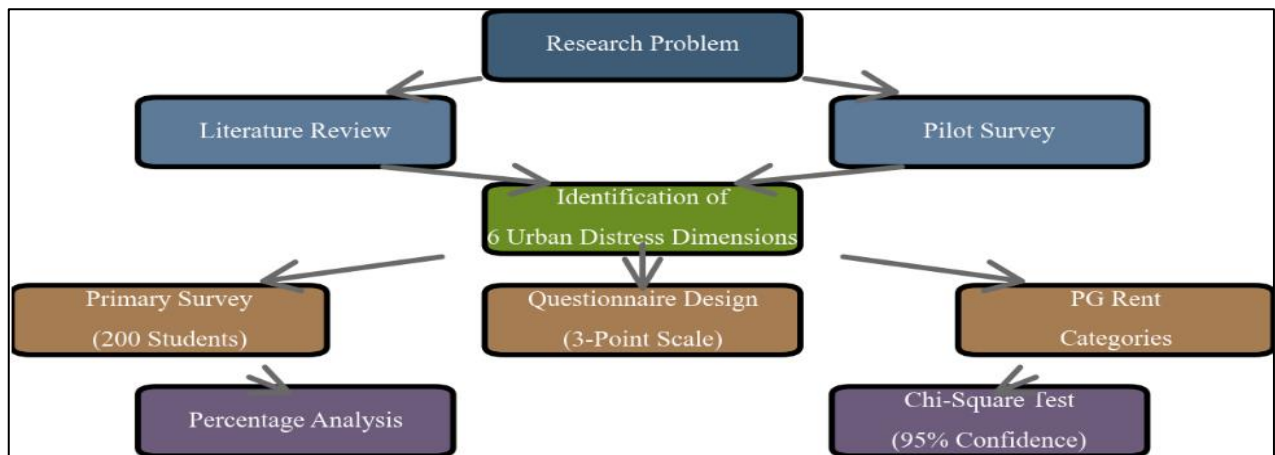 Research Problem
Literature Review
Pilot Survey
Identification of
6 Urban Distress Dimensions
Primary Survey
(200 Students)
Questionnaire Design
(3-Point Scale)
PG Rent
Categories
Percentage Analysis
Chi-Square Test
(95% Confidence)